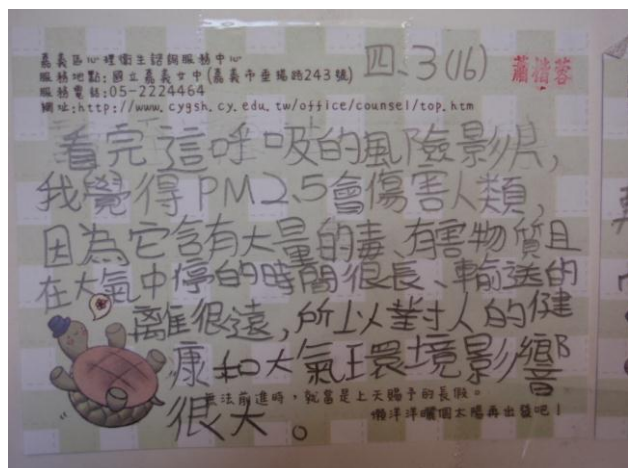 嘉義區心理衛生諮詢服務中心
服務地點:國立嘉義女中(嘉義市垂楊路243號)
服務電話:05-2224464
網址:http://www.cygsh.cy.edu.tw/office/counsel/top.htm
四、3(16)
蕭楷蓉
看完這呼吸的風險影片,
我覺得PM2.5會傷害人類,
因為它含有大量的毒、有害物質且
在大氣中停的時間很長、輸送的
離很遠,所以對人的健
康和大氣環境影響
很大。
無法前進時,就當是上天賜予的長假。
懶洋洋曬個太陽再出發吧!